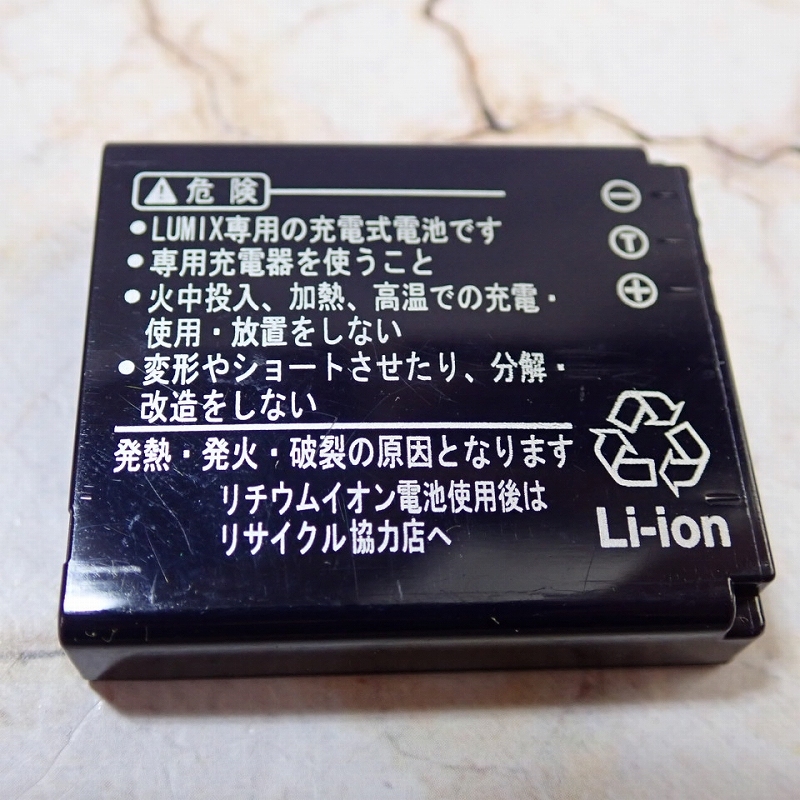 危険
●LUMIX専用の充電式電池です
●専用充電器を使うこと
●火中投入、加熱、高温での充電・
使用・放置をしない
●変形やショートさせたり、分解・
改造をしない
発熱・発火・破裂の原因となります
リチウムイオン電池使用後は
リサイクル協力店へ
− 
T
+
Li-ion